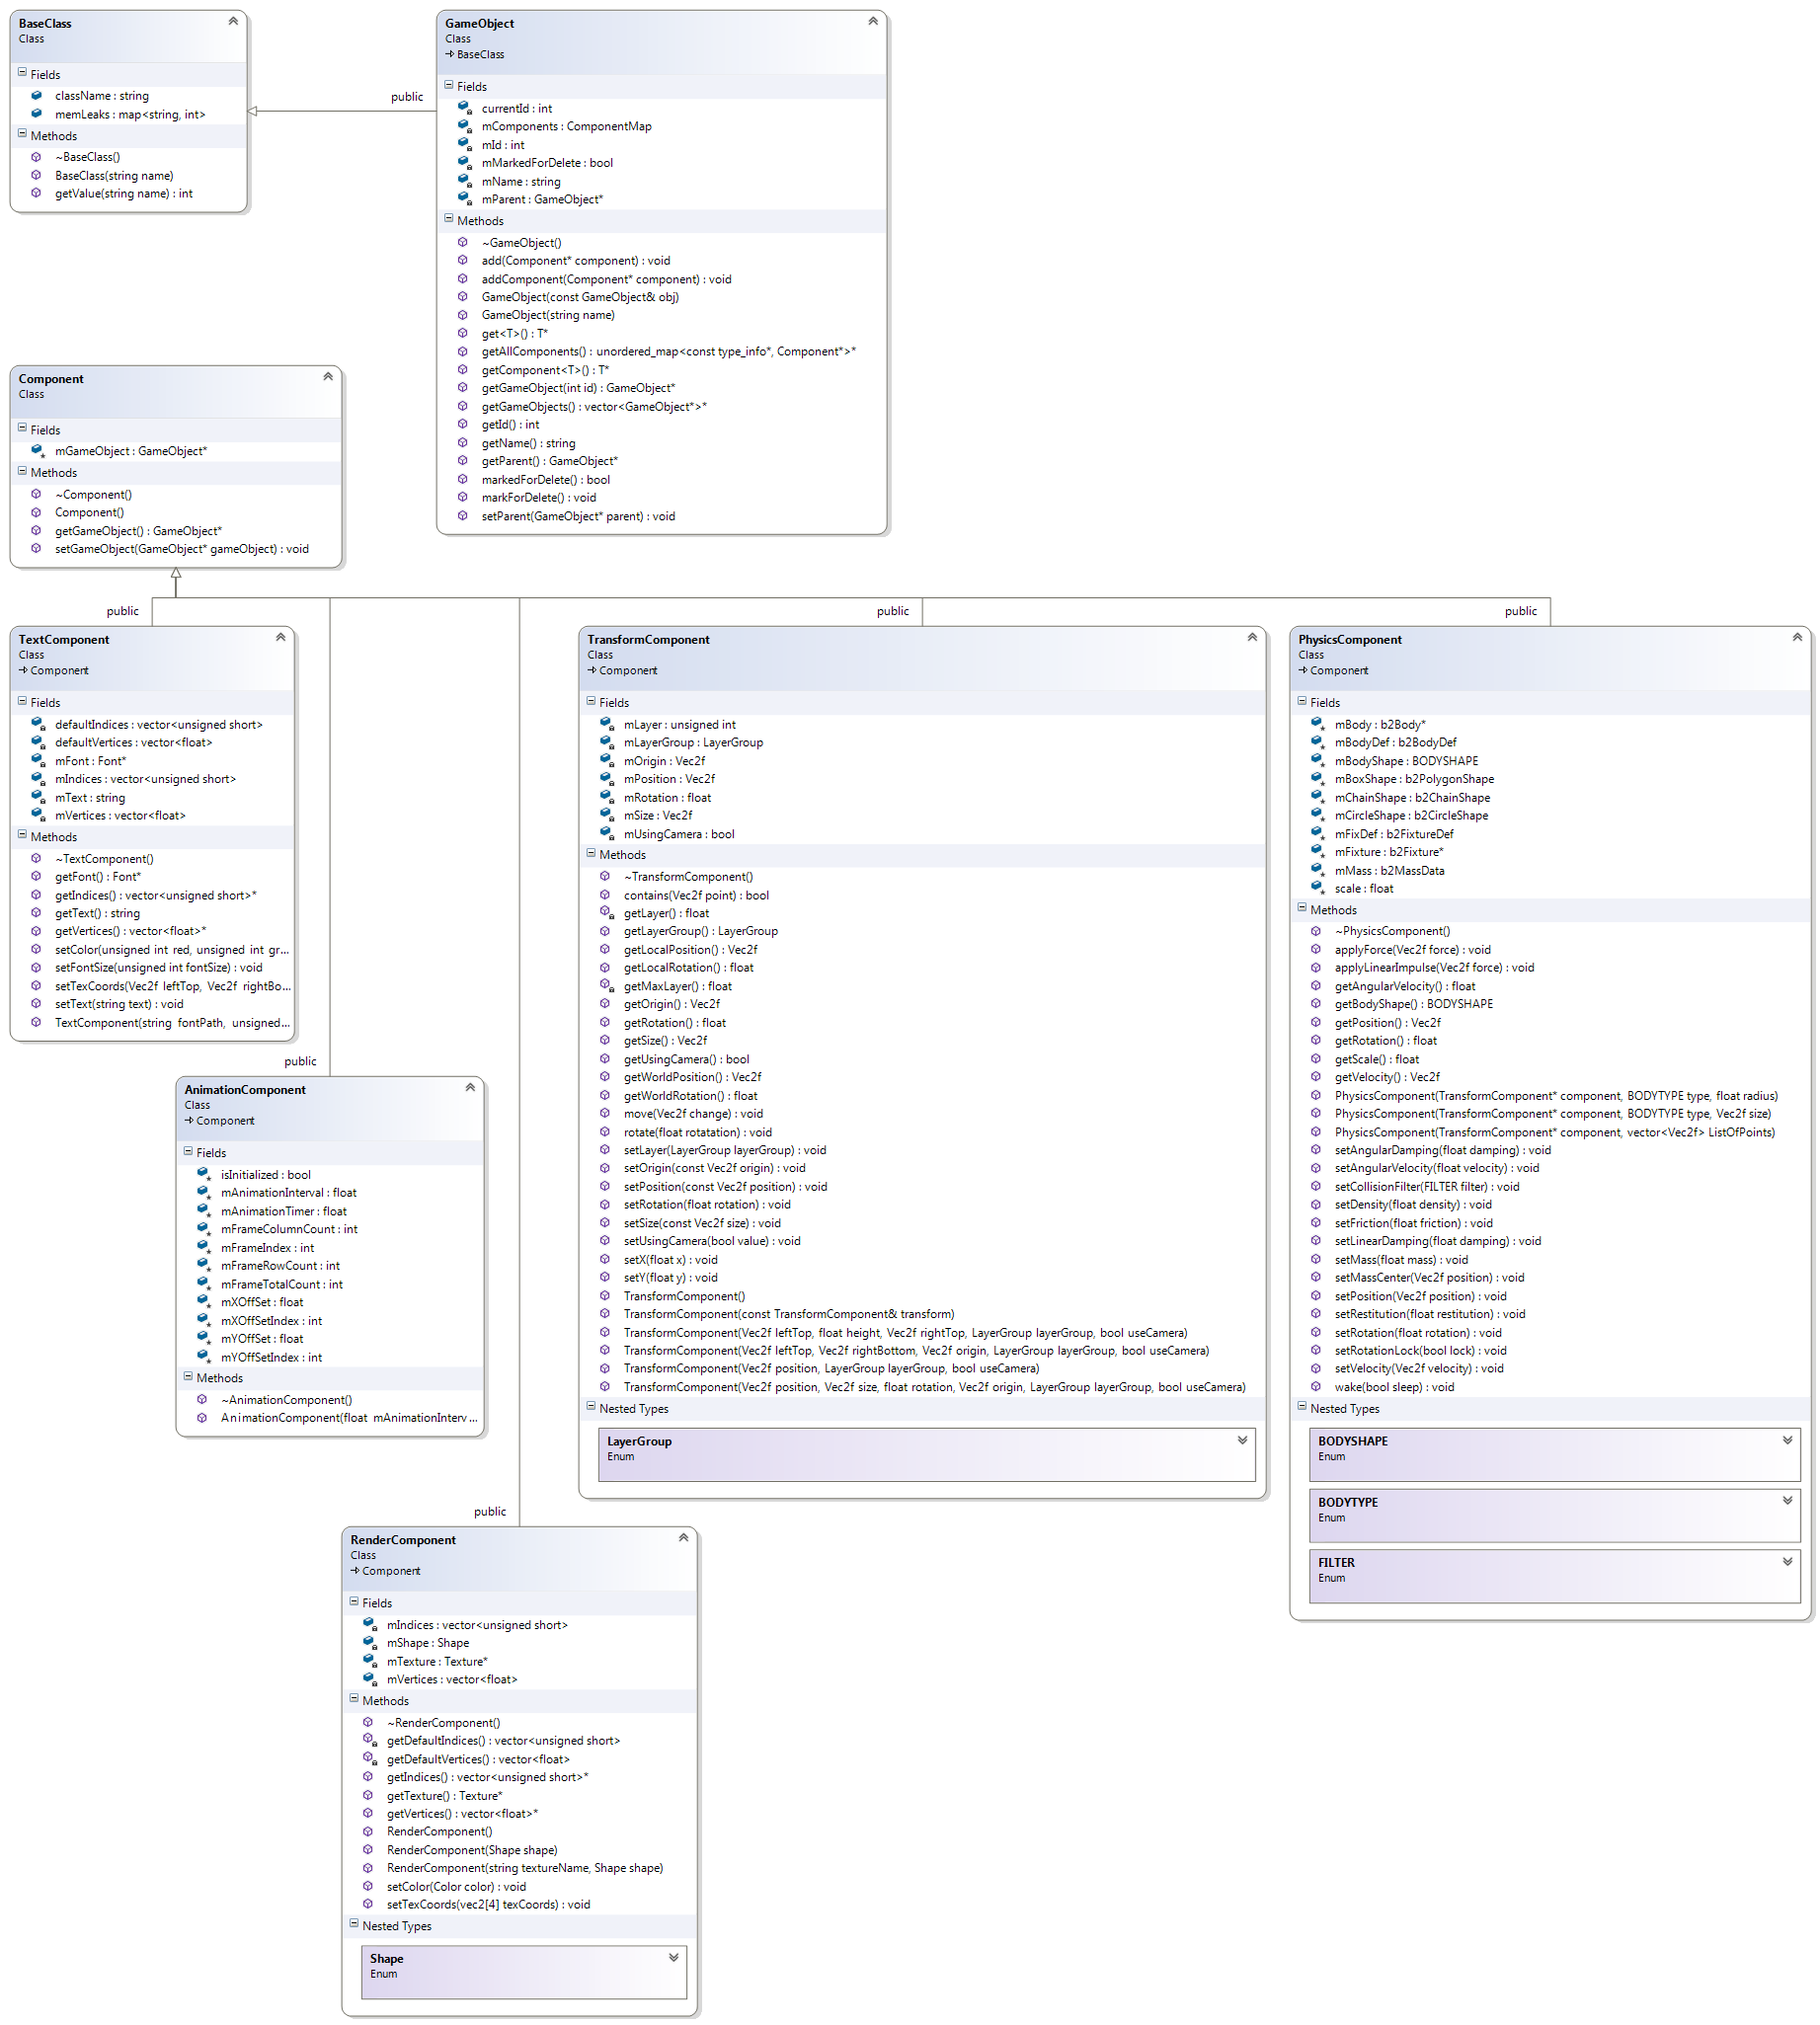 BaseClass
Class
Fields
className : string
memLeaks : map<string, int>
Methods
~BaseClass()
BaseClass(string name)
getValue(string name) : int
public
GameObject
Class
BaseClass
Fields
currentId : int
mComponents : ComponentMap
mId : int
mMarkedForDelete : bool
mName : string
mParent : GameObject*
Methods
~GameObject()
add(Component* component) : void
addComponent(Component* component) : void
GameObject(const GameObject& obj)
GameObject(string name)
get<T>() : T*
getAllComponents() : unordered_map<const type_info*, Component*>*
getComponent<T>() : T*
getGameObject(int id) : GameObject*
getGameObjects() : vector<GameObject*>*
getId() : int
getName() : string
getParent() : GameObject*
markedForDelete() : bool
markForDelete() : void
setParent(GameObject* parent) : void
Component
Class
Fields
mGameObject : GameObject*
Methods
~Component()
Component()
getGameObject() : GameObject*
setGameObject(GameObject* gameObject) : void
public
TextComponent
Class
Component
Fields
defaultIndices : vector<unsigned short>
defaultVertices : vector<float>
mFont : Font*
mIndices : vector<unsigned short>
mText : string
mVertices : vector<float>
Methods
~TextComponent()
getFont() : Font*
getIndices() : vector<unsigned short>*
getText() : string
getVertices() : vector<float>*
setColor(unsigned int red, unsigned int gr...
setFontSize(unsigned int fontSize) : void
setTexCoords(Vec2f leftTop, Vec2f rightBo...
setText(string text) : void
TextComponent(string fontPath, unsigned...
public
AnimationComponent
Class
Component
Fields
isInitialized : bool
mAnimationInterval : float
mAnimationTimer : float
mFrameColumnCount : int
mFrameIndex : int
mFrameRowCount : int
mFrameTotalCount : int
mXOffSet : float
mXOffSetIndex : int
mYOffSet : float
mYOffSetIndex : int
Methods
~AnimationComponent()
AnimationComponent(float mAnimationInterv...
public
RenderComponent
Class
Component
Fields
mIndices : vector<unsigned short>
mShape : Shape
mTexture : Texture*
mVertices : vector<float>
Methods
~RenderComponent()
getDefaultIndices() : vector<unsigned short>
getDefaultVertices() : vector<float>
getIndices() : vector<unsigned short>*
getTexture() : Texture*
getVertices() : vector<float>*
RenderComponent()
RenderComponent(Shape shape)
RenderComponent(string textureName, Shape shape)
setColor(Color color) : void
setTexCoords(vec2[4] texCoords) : void
Nested Types
Shape
Enum
public
TransformComponent
Class
Component
Fields
mLayer : unsigned int
mLayerGroup : LayerGroup
mOrigin : Vec2f
mPosition : Vec2f
mRotation : float
mSize : Vec2f
mUsingCamera : bool
Methods
~TransformComponent()
contains(Vec2f point) : bool
getLayer() : float
getLayerGroup() : LayerGroup
getLocalPosition() : Vec2f
getLocalRotation() : float
getMaxLayer() : float
getOrigin() : Vec2f
getRotation() : float
getSize() : Vec2f
getUsingCamera() : bool
getWorldPosition() : Vec2f
getWorldRotation() : float
move(Vec2f change) : void
rotate(float rotatation) : void
setLayer(LayerGroup layerGroup) : void
setOrigin(const Vec2f origin) : void
setPosition(const Vec2f position) : void
setRotation(float rotation) : void
setSize(const Vec2f size) : void
setUsingCamera(bool value) : void
setX(float x) : void
setY(float y) : void
TransformComponent()
TransformComponent(const TransformComponent& transform)
TransformComponent(Vec2f leftTop, float height, Vec2f rightTop, LayerGroup layerGroup, bool useCamera)
TransformComponent(Vec2f leftTop, Vec2f rightBottom, Vec2f origin, LayerGroup layerGroup, bool useCamera)
TransformComponent(Vec2f position, LayerGroup layerGroup, bool useCamera)
TransformComponent(Vec2f position, Vec2f size, float rotation, Vec2f origin, LayerGroup layerGroup, bool useCamera)
Nested Types
LayerGroup
Enum
public
PhysicsComponent
Class
Component
Fields
mBody : b2Body*
mBodyDef : b2BodyDef
mBodyShape : BODYSHAPE
mBoxShape : b2PolygonShape
mChainShape : b2ChainShape
mCircleShape : b2CircleShape
mFixDef : b2FixtureDef
mFixture : b2Fixture*
mMass : b2MassData
scale : float
Methods
~PhysicsComponent()
applyForce(Vec2f force) : void
applyLinearImpulse(Vec2f force) : void
getAngularVelocity() : float
getBodyShape() : BODYSHAPE
getPosition() : Vec2f
getRotation() : float
getScale() : float
getVelocity() : Vec2f
PhysicsComponent(TransformComponent* component, BODYTYPE type, float radius)
PhysicsComponent(TransformComponent* component, BODYTYPE type, Vec2f size)
PhysicsComponent(TransformComponent* component, vector<Vec2f> ListOfPoints)
setAngularDamping(float damping) : void
setAngularVelocity(float velocity) : void
setCollisionFilter(FILTER filter) : void
setDensity(float density) : void
setFriction(float friction) : void
setLinearDamping(float damping) : void
setMass(float mass) : void
setMassCenter(Vec2f position) : void
setPosition(Vec2f position) : void
setRestitution(float restitution) : void
setRotation(float rotation) : void
setRotationLock(bool lock) : void
setVelocity(Vec2f velocity) : void
wake(bool sleep) : void
Nested Types
BODYSHAPE
Enum
BODYTYPE
Enum
FILTER
Enum